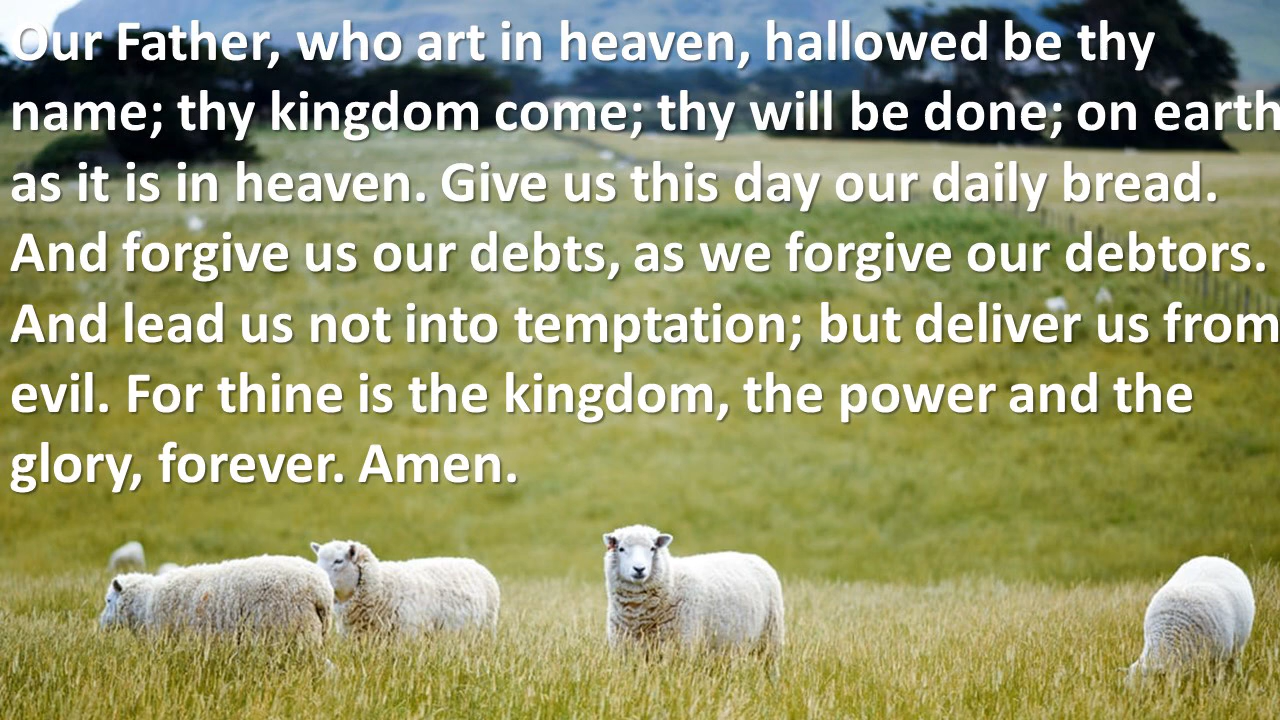 Our Father, who art in heaven, hallowed be thy
name; thy kingdom come; thy will be done; on earth
as it is in heaven. Give us this day our daily bread.
And forgive us our debts, as we forgive our debtors.
And lead us not into temptation; but deliver us from
evil. For thine is the kingdom, the power and the
glory, forever. Amen.